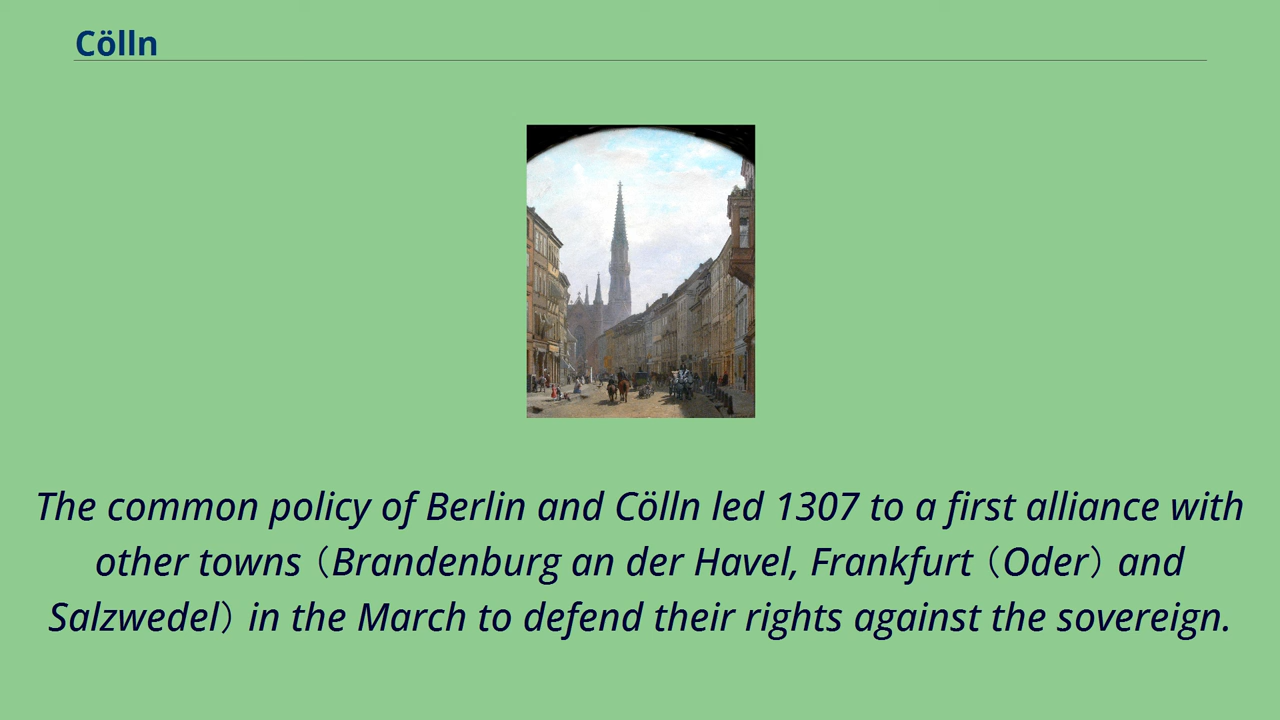 Cölln
The common policy of Berlin and Cölln led 1307 to a first alliance with
other towns（Brandenburg an der Havel, Frankfurt（Oder）and
Salzwedel）in the March to defend their rights against the sovereign.